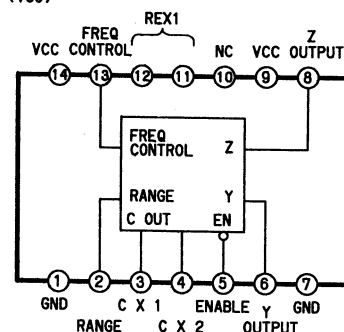 REX1
FREQ Z
VCC CONTROL NC VCC OUTPUT
14 13 12 11 10 9 8
FREQ
CONTROL Z
RANGE Y
C OUT EN
1 2 3 4 5 6 7
GND C X 1 ENABLE Y GND
RANGE C X 2 OUTPUT